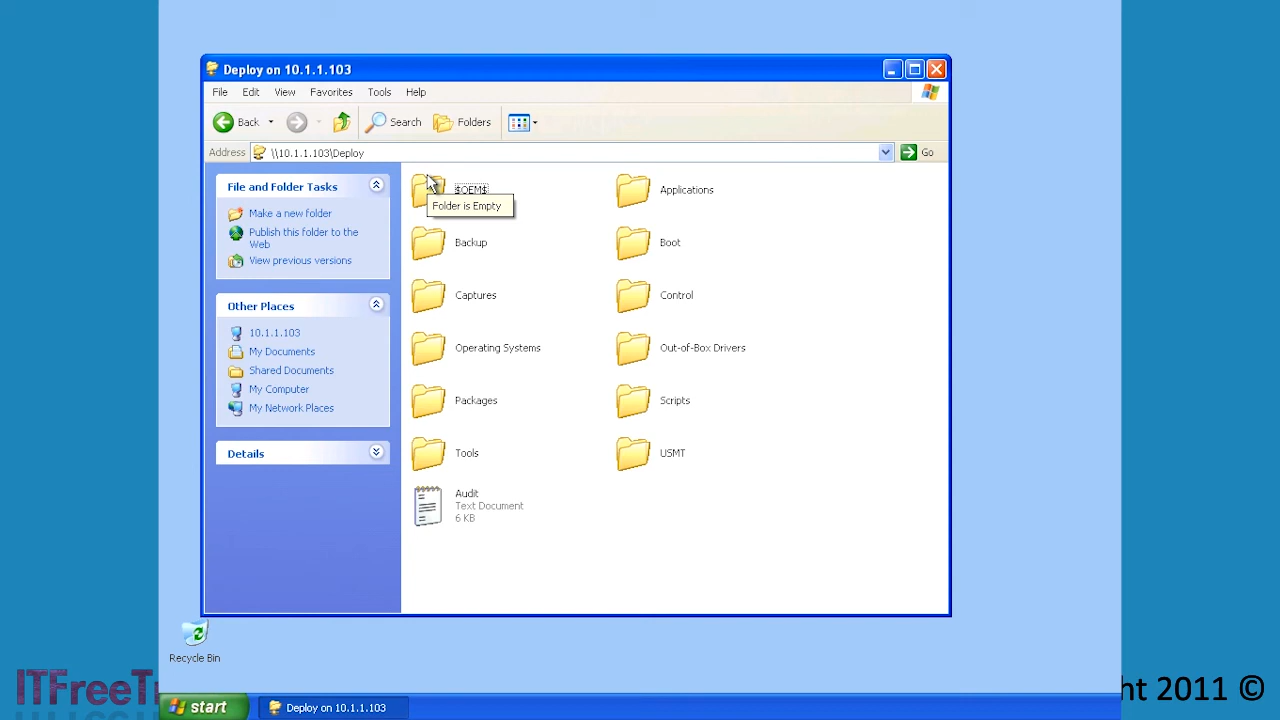 Deploy on 10.1.1.103
File Edit View Favorites Tools Help
Back Search Folders
Address \\10.1.1.103\Deploy Go
File and Folder Tasks
Make a new folder
Publish this folder to the
Web
View previous versions
Other Places
10.1.1.103
My Documents
Shared Documents
My Computer
My Network Places
Details
$OEM$ Applications
Folder is Empty
Backup Boot
Captures Control
Operating Systems Out-of-Box Drivers
Packages Scripts
Tools USMT
Audit
Text Document
6 KB
Recycle Bin
ITFreeTr ht 2011 ©
start Deploy on 10.1.1.103